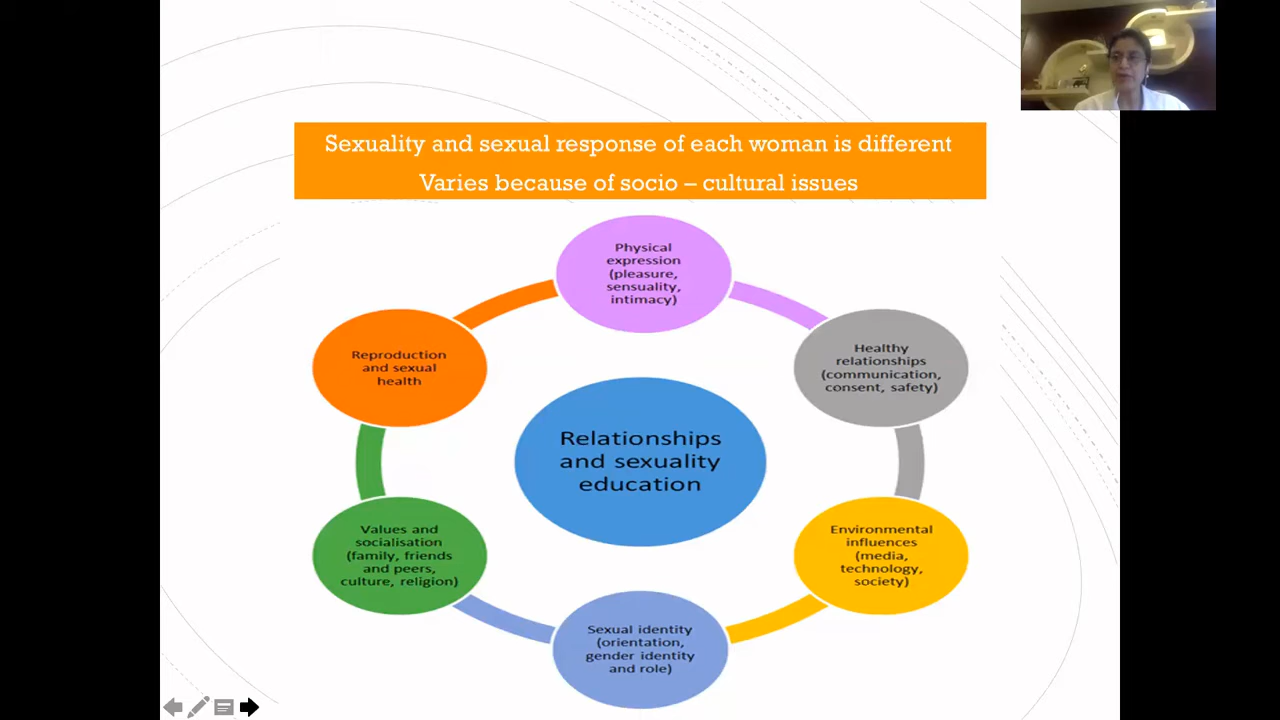 Sexuality and sexual response of each woman is different
Varies because of socio – cultural issues
Physical
expression
(pleasure,
sensuality,
intimacy)
Healthy
relationships
(communication,
consent, safety)
Environmental
influences
(media,
technology,
society)
Sexual identity
(orientation,
gender identity
and role)
Values and
socialisation
(family, friends
and peers,
culture, religion)
Reproduction
and sexual
health
Relationships
and sexuality
education